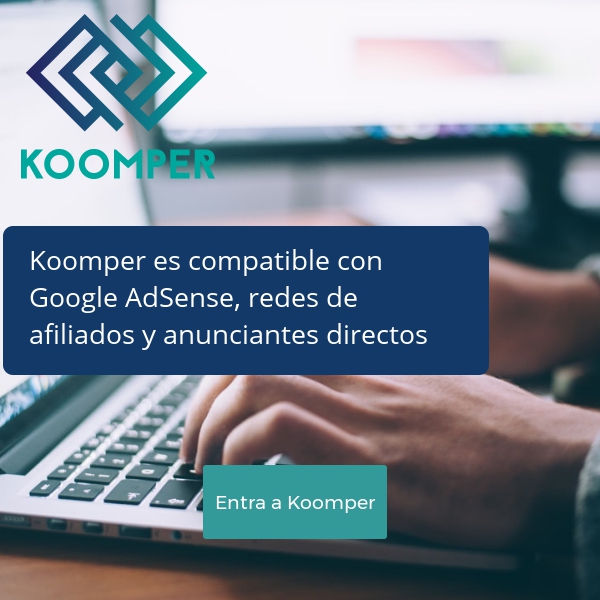 KOOMPER
Koomper es compatible con
Google AdSense, redes de
afiliados y anunciantes directos
Entra a Koomper